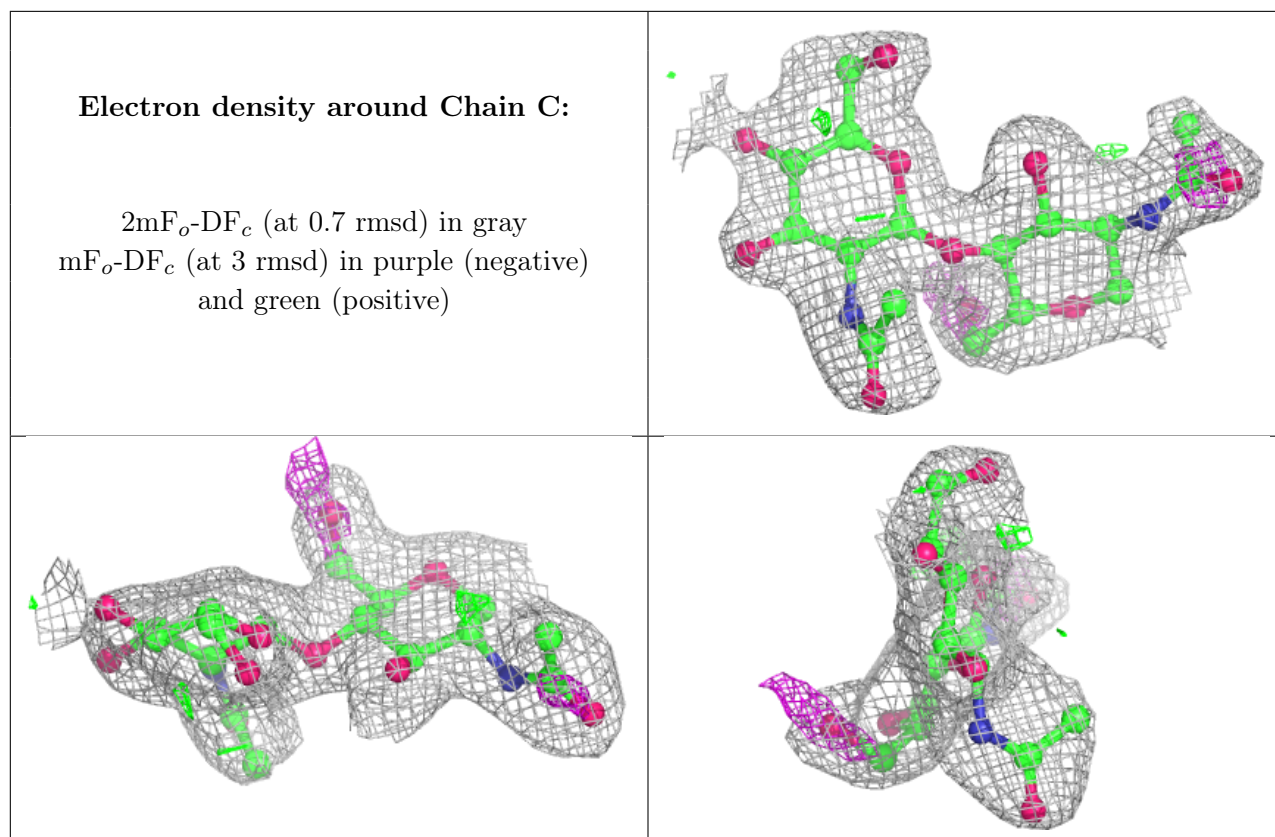 Electron density around Chain C:
2mFₒ-DF𝒸 (at 0.7 rmsd) in gray
mFₒ-DF𝒸 (at 3 rmsd) in purple (negative)
and green (positive)